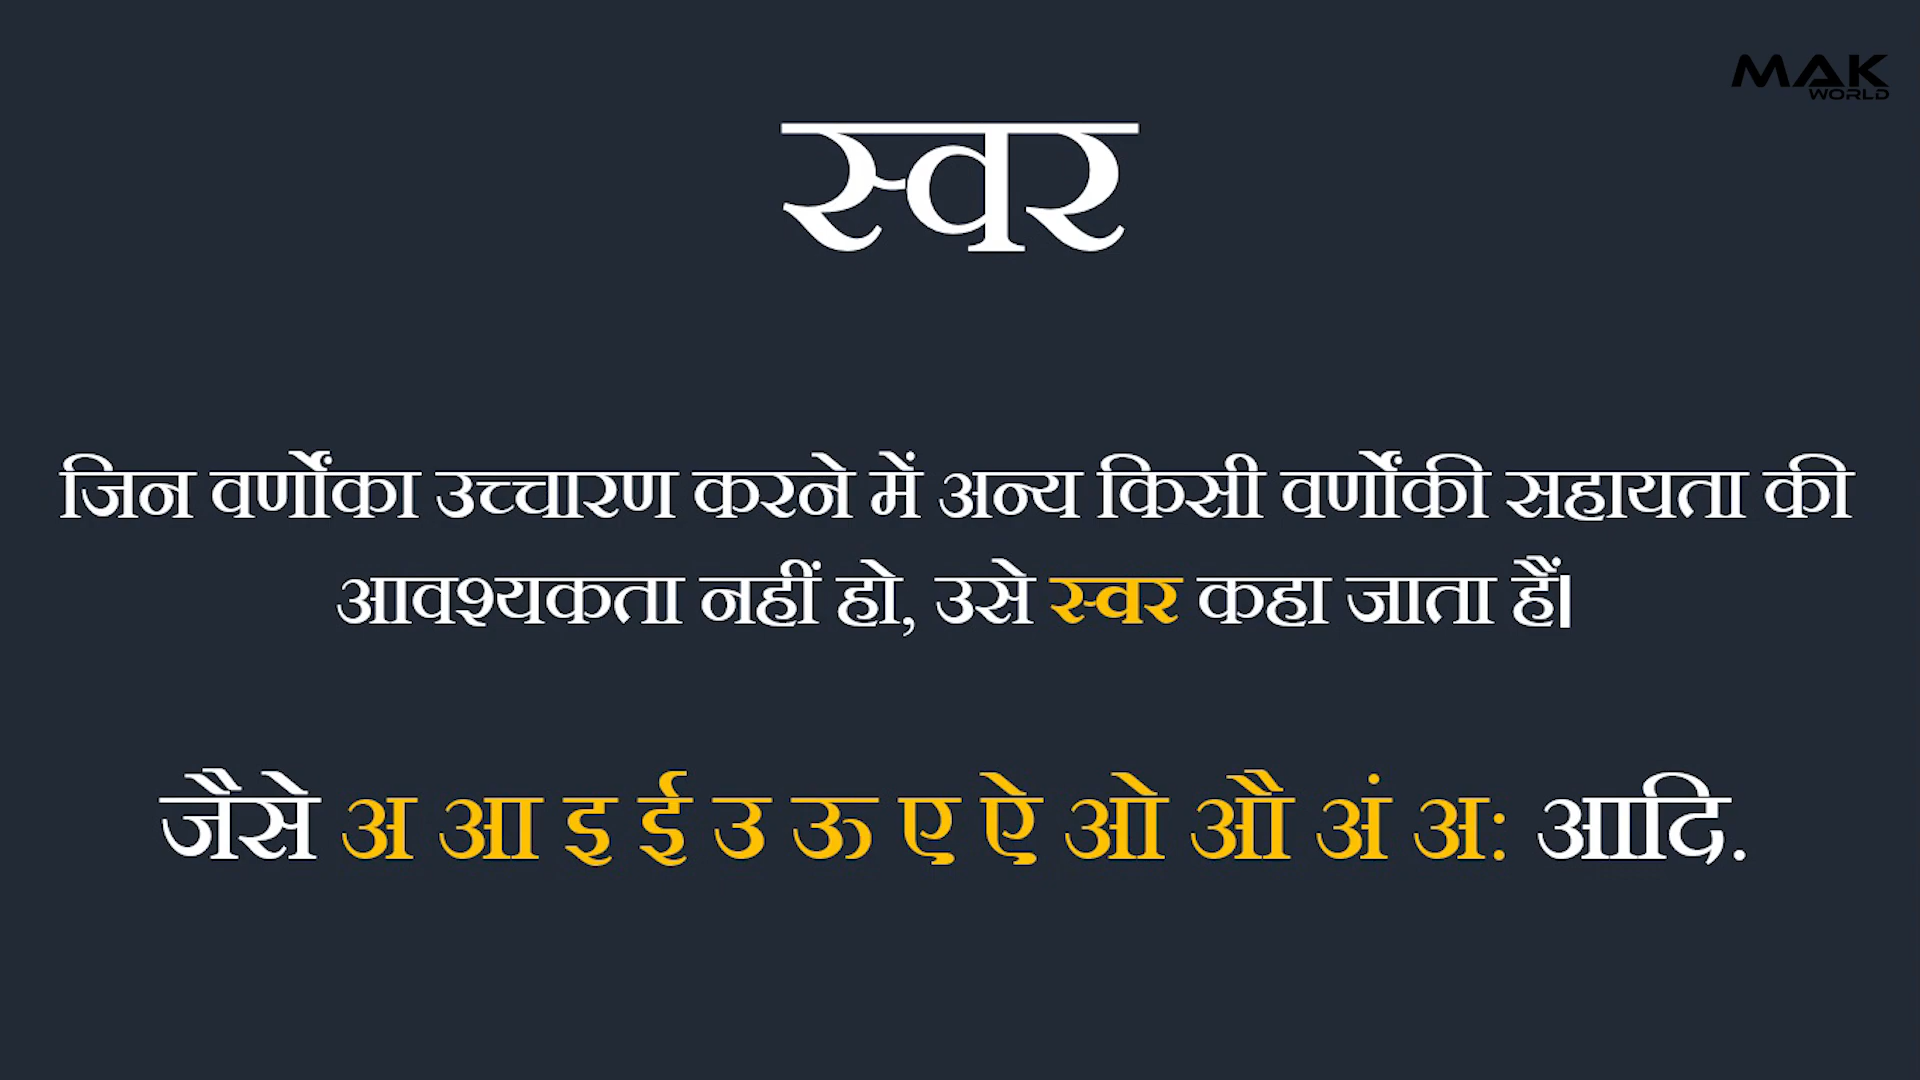 MAK
WORLD
स्वर
जिन वर्णोंका उच्चारण करने में अन्य किसी वर्णोंकी सहायता की
आवश्यकता नहीं हो, उसे स्वर कहा जाता हैं।
जैसे अ आ इ ई उ ऊ ए ऐ ओ औ अं अ: आदि.